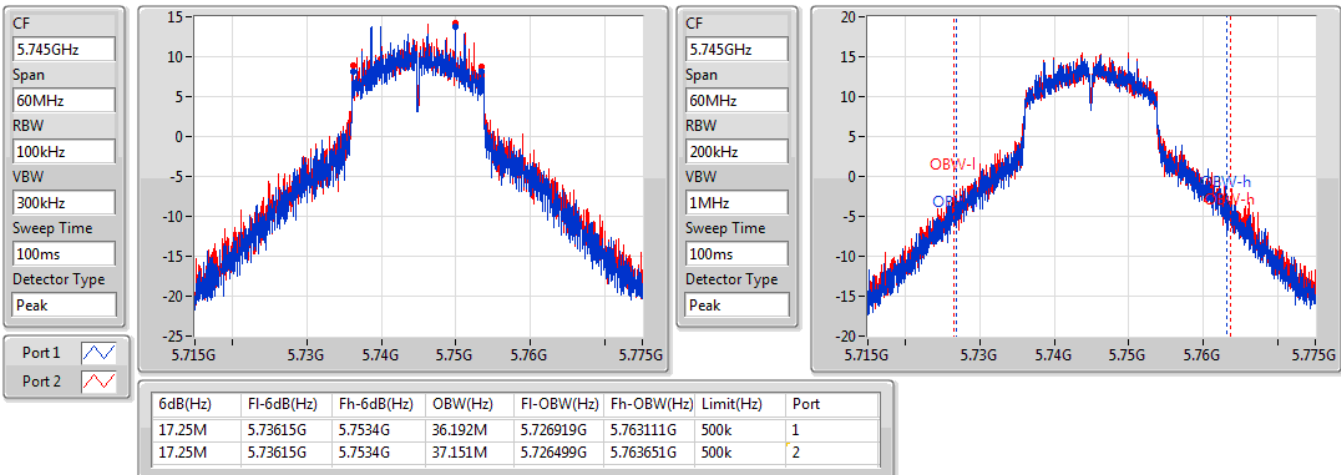 CF
5.745GHz
Span
60MHz
RBW
100kHz
VBW
300kHz
Sweep Time
100ms
Detector Type
Peak
Port 1
Port 2
15
10
5
0
-5
-10
-15
-20
-25
5.715G 5.73G 5.74G 5.75G 5.76G 5.775G
CF
5.745GHz
Span
60MHz
RBW
200kHz
VBW
1MHz
Sweep Time
100ms
Detector Type
Peak
20
15
10
5
0
-5
-10
-15
-20
OBW-l
OBW-h
5.715G 5.73G 5.74G 5.75G 5.76G 5.775G
6dB(Hz) Fl-6dB(Hz) Fh-6dB(Hz) OBW(Hz) Fl-OBW(Hz) Fh-OBW(Hz) Limit(Hz) Port
17.25M 5.73615G 5.7534G 36.192M 5.726919G 5.763111G 500k 1
17.25M 5.73615G 5.7534G 37.151M 5.726499G 5.763651G 500k 2